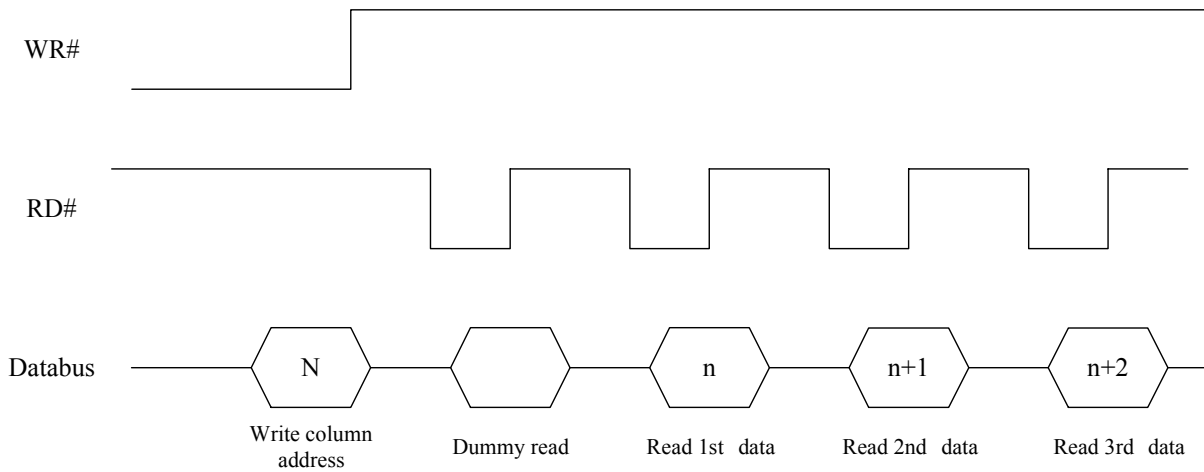 WR#
RD#
Databus
N
n
n+1
n+2
Write column
address
Dummy read
Read 1st data
Read 2nd data
Read 3rd data